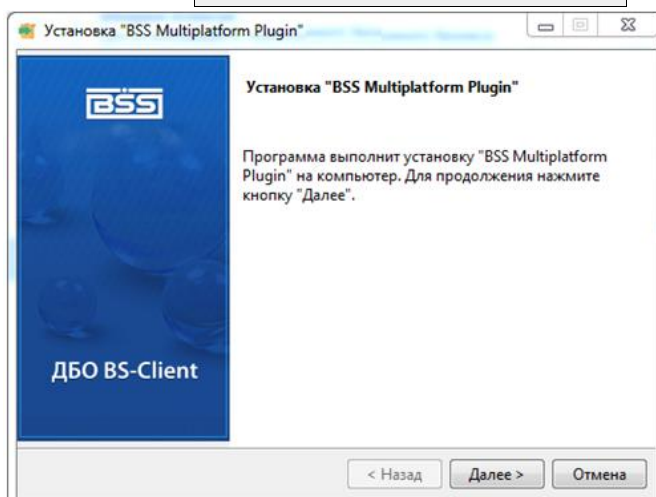 Установка "BSS Multiplatform Plugin"
BSS
Установка "BSS Multiplatform Plugin"
Программа выполнит установку "BSS Multiplatform
Plugin" на компьютер. Для продолжения нажмите
кнопку "Далее".
ДБО BS-Client
< Назад
Далее >
Отмена